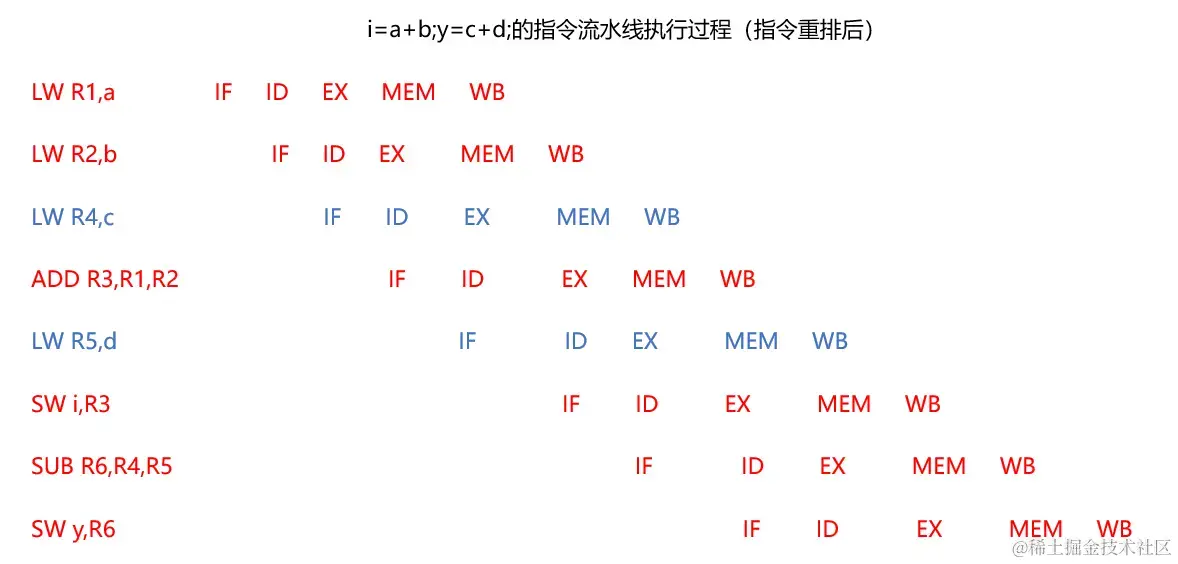 i=a+b;y=c+d;的指令流水线执行过程（指令重排后）
LW R1,a IF ID EX MEM WB
LW R2,b IF ID EX MEM WB
LW R4,c IF ID EX MEM WB
ADD R3,R1,R2 IF ID EX MEM WB
LW R5,d IF ID EX MEM WB
SW i,R3 IF ID EX MEM WB
SUB R6,R4,R5 IF ID EX MEM WB
SW y,R6 IF ID EX MEM WB
@稀土掘金技术社区